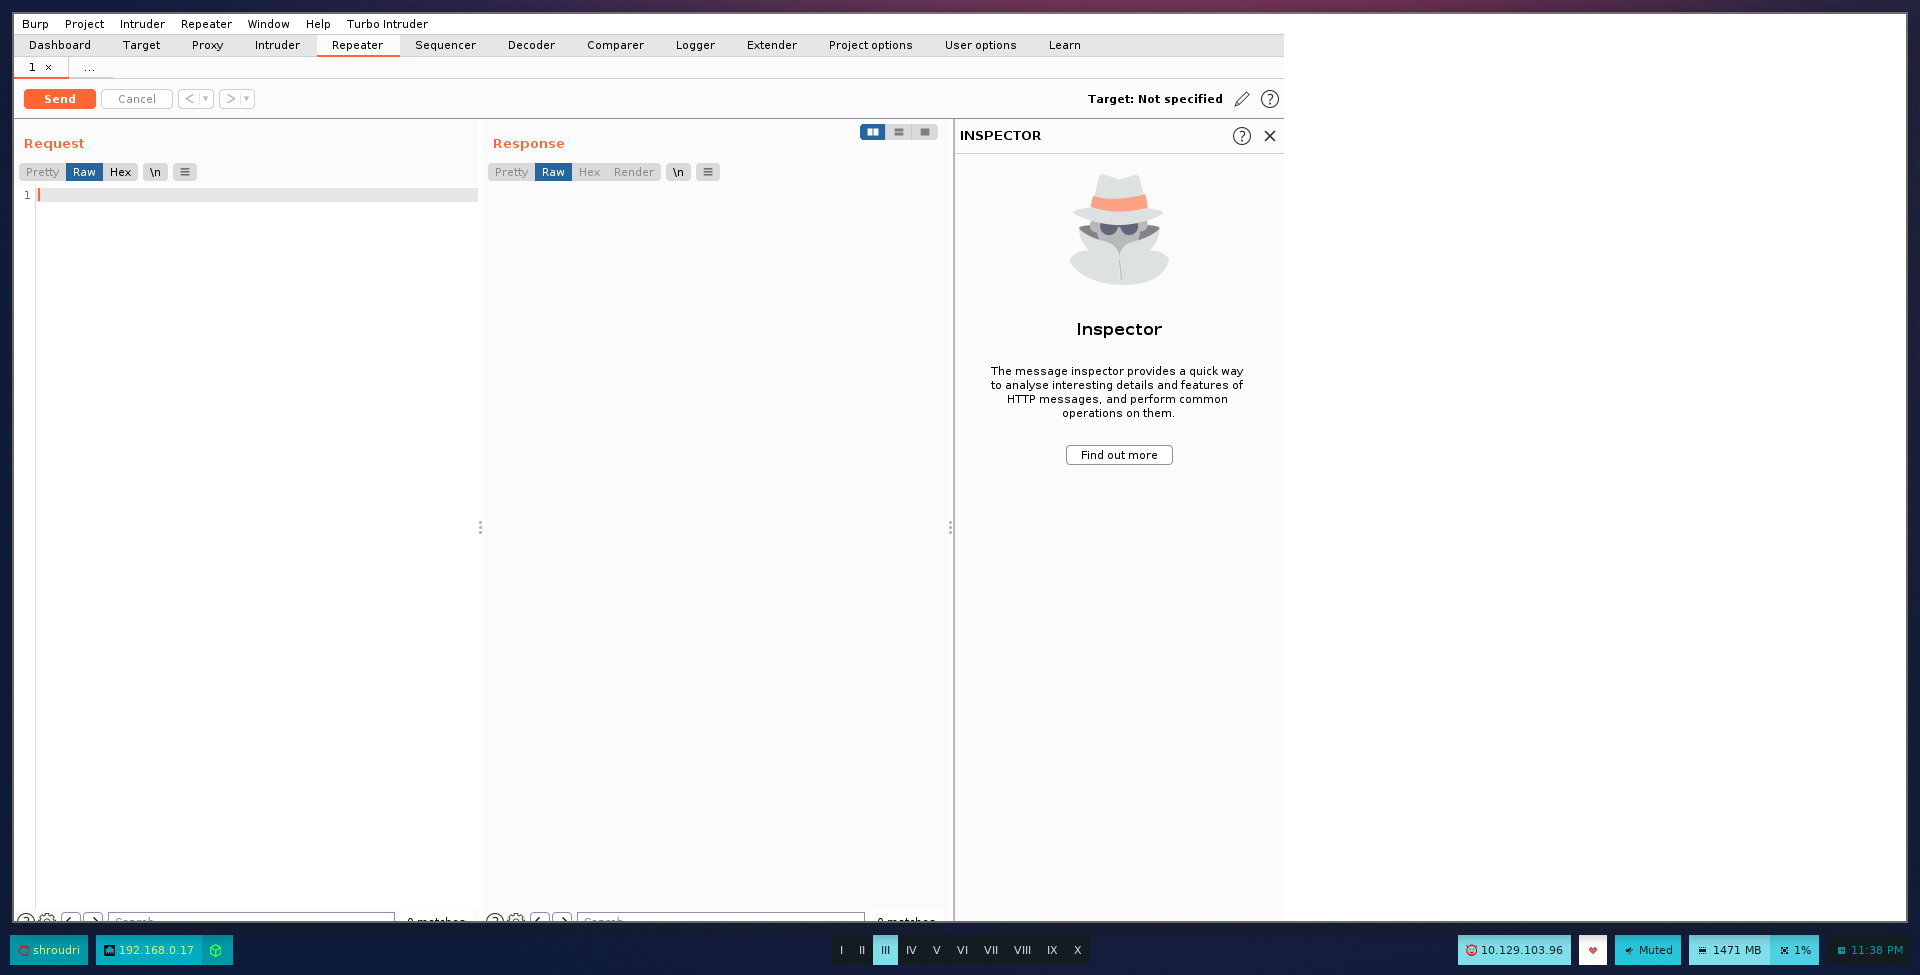 Burp Project Intruder Repeater Window Help Turbo Intruder
Dashboard Target Proxy Intruder Repeater Sequencer Decoder Comparer Logger Extender Project options User options Learn
1 × ...
Send Cancel < ▾ > ▾ Target: Not specified ?
Request
Pretty Raw Hex \n ≡
1
Response
Pretty Raw Hex Render \n ≡
INSPECTOR ? ×
Inspector
The message inspector provides a quick way
to analyse interesting details and features of
HTTP messages, and perform common
operations on them.
Find out more
Search... 0 matches
Search... 0 matches
shroudri 192.168.0.17 I II III IV V VI VII VIII IX X 10.129.103.96 Muted 1471 MB 1% 11:38 PM